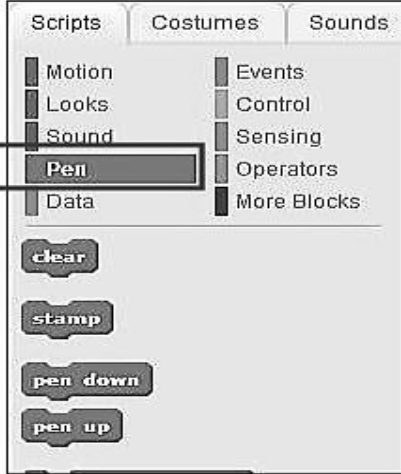 Scripts Costumes Sounds
Motion Events
Looks Control
Sound Sensing
Pen Operators
Data More Blocks
clear
stamp
pen down
pen up